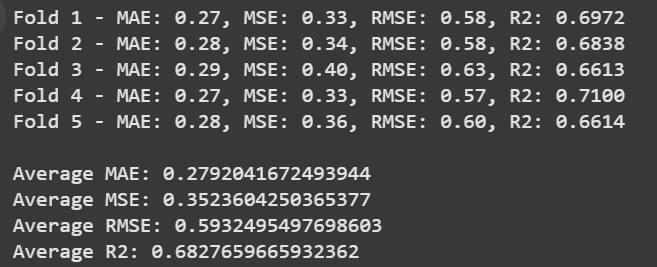 Fold 1 - MAE: 0.27, MSE: 0.33, RMSE: 0.58, R2: 0.6972
Fold 2 - MAE: 0.28, MSE: 0.34, RMSE: 0.58, R2: 0.6838
Fold 3 - MAE: 0.29, MSE: 0.40, RMSE: 0.63, R2: 0.6613
Fold 4 - MAE: 0.27, MSE: 0.33, RMSE: 0.57, R2: 0.7100
Fold 5 - MAE: 0.28, MSE: 0.36, RMSE: 0.60, R2: 0.6614
Average MAE: 0.2792041672493944
Average MSE: 0.3523604250365377
Average RMSE: 0.5932495497698603
Average R2: 0.6827659665932362